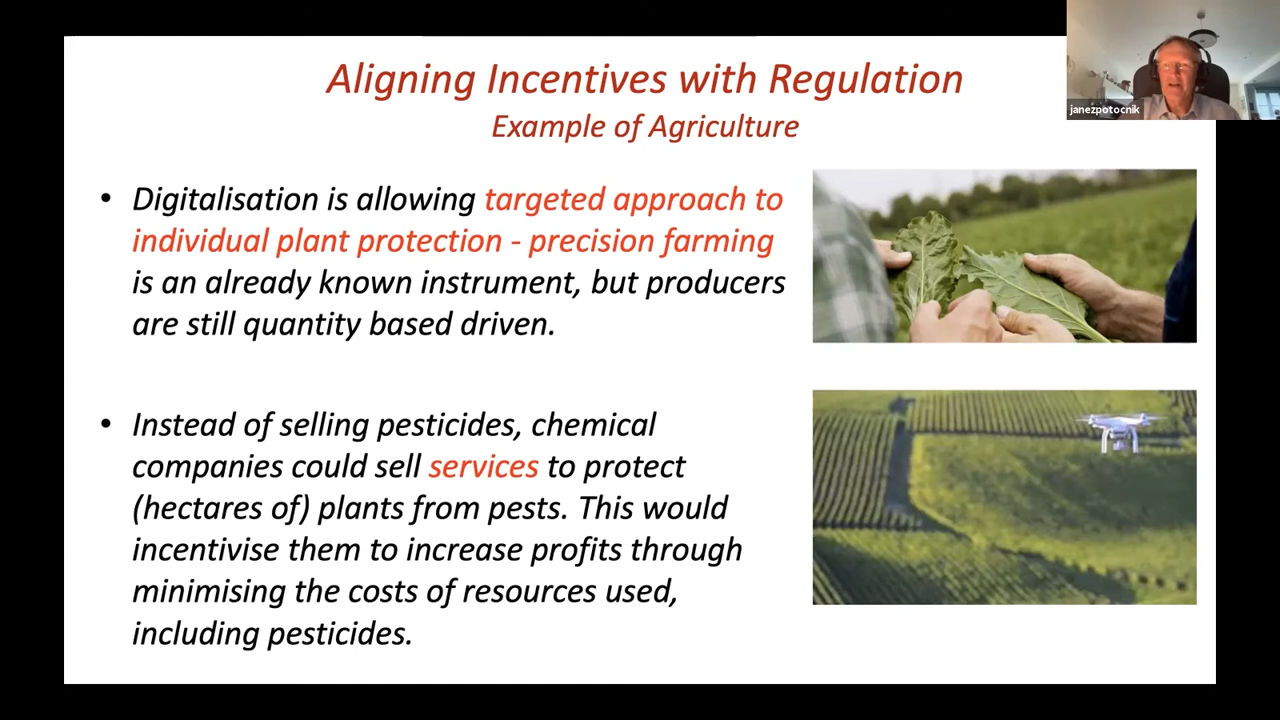 Aligning Incentives with Regulation
Example of Agriculture
janezpotocnik
• Digitalisation is allowing targeted approach to
individual plant protection - precision farming
is an already known instrument, but producers
are still quantity based driven.
• Instead of selling pesticides, chemical
companies could sell services to protect
(hectares of) plants from pests. This would
incentivise them to increase profits through
minimising the costs of resources used,
including pesticides.